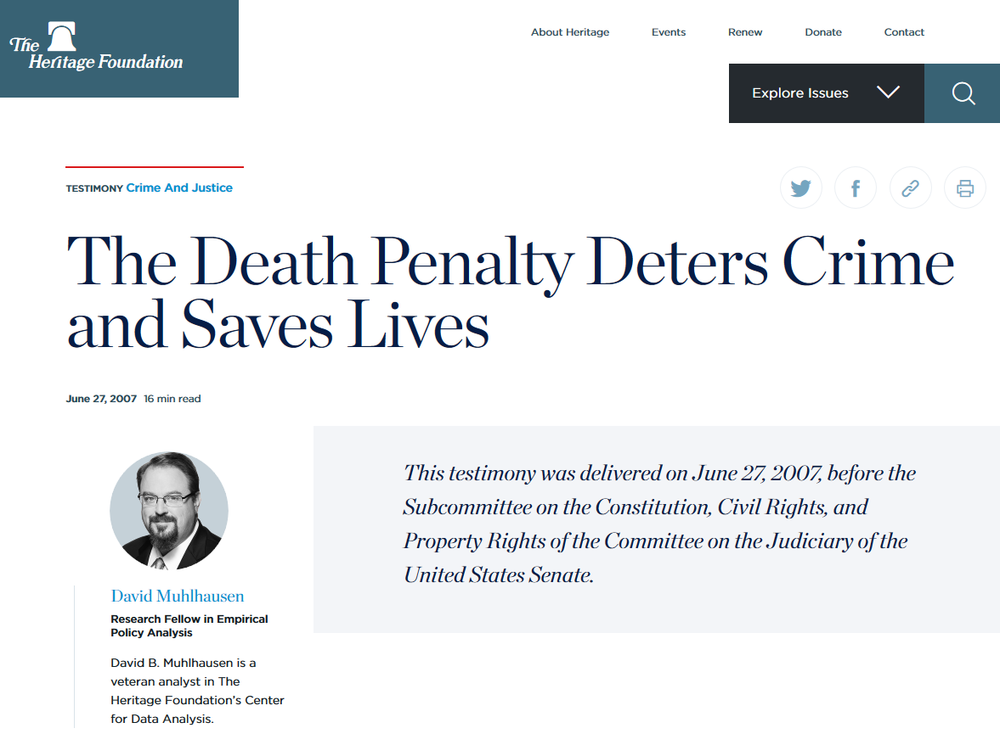 The
Heritage Foundation
About Heritage
Events
Renew
Donate
Contact
Explore Issues
TESTIMONY Crime And Justice
The Death Penalty Deters Crime
and Saves Lives
June 27, 2007 16 min read
This testimony was delivered on June 27, 2007, before the
Subcommittee on the Constitution, Civil Rights, and
Property Rights of the Committee on the Judiciary of the
United States Senate.
David Muhlhausen
Research Fellow in Empirical
Policy Analysis
David B. Muhlhausen is a
veteran analyst in The
Heritage Foundation’s Center
for Data Analysis.